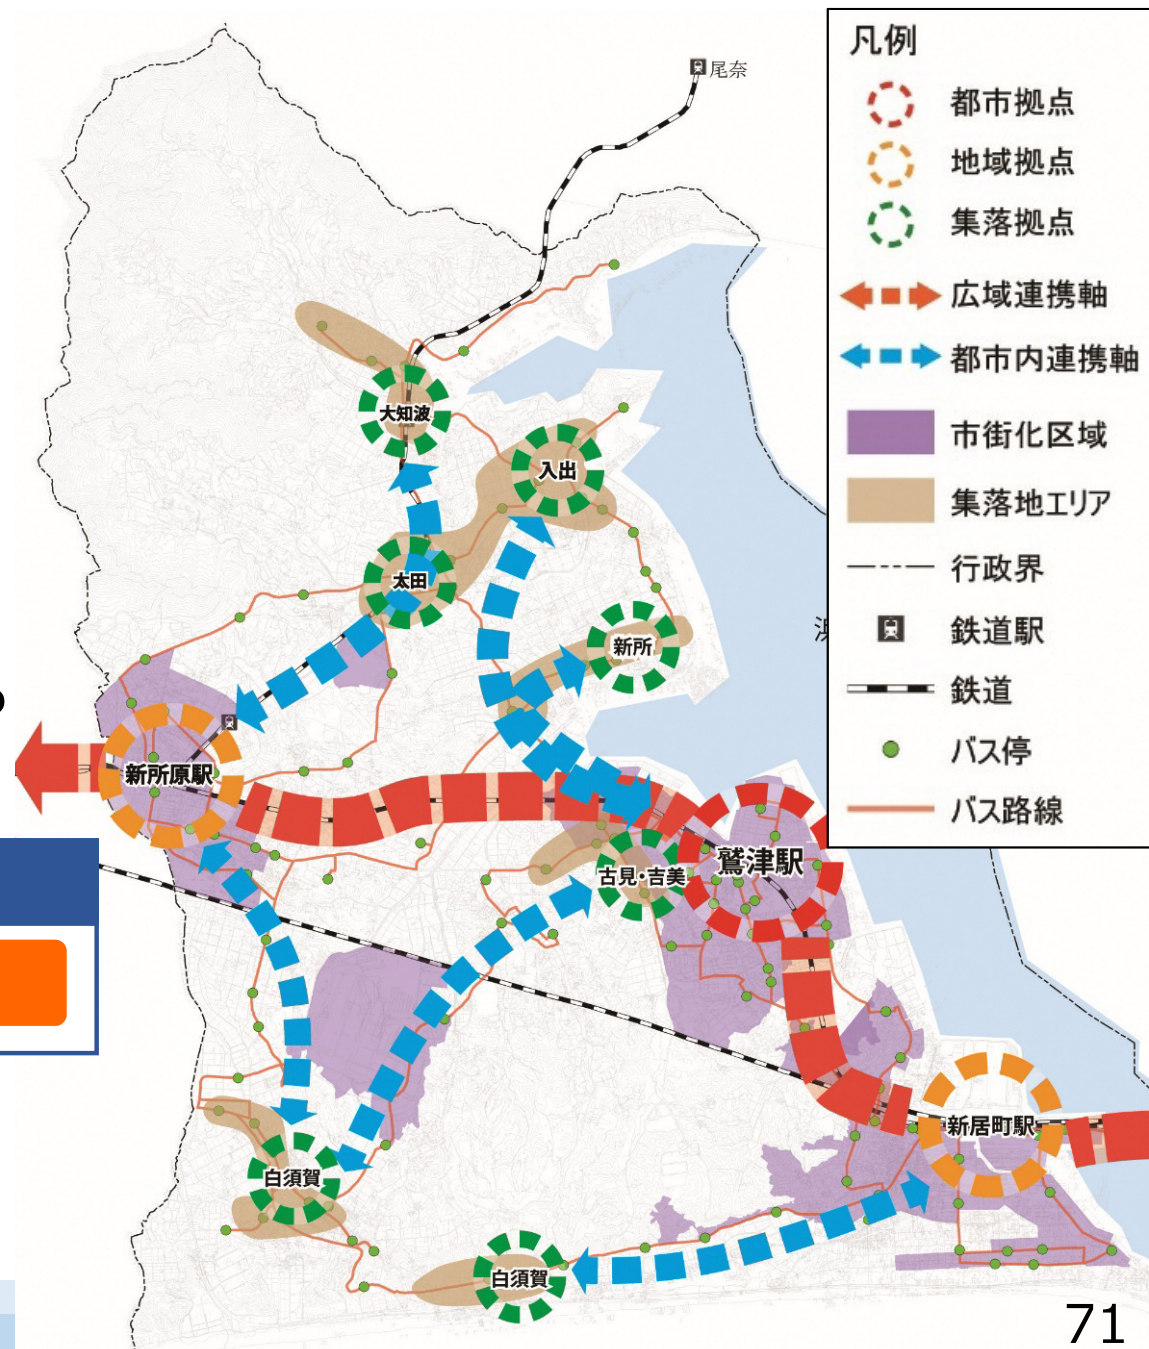 尾奈
凡例
都市拠点
地域拠点
集落拠点
広域連携軸
都市内連携軸
市街化区域
集落地エリア
行政界
鉄道駅
鉄道
バス停
バス路線
大知波
入出
太田
新所
新所原駅
鷲津駅
古見・吉美
新居町駅
白須賀
白須賀
71